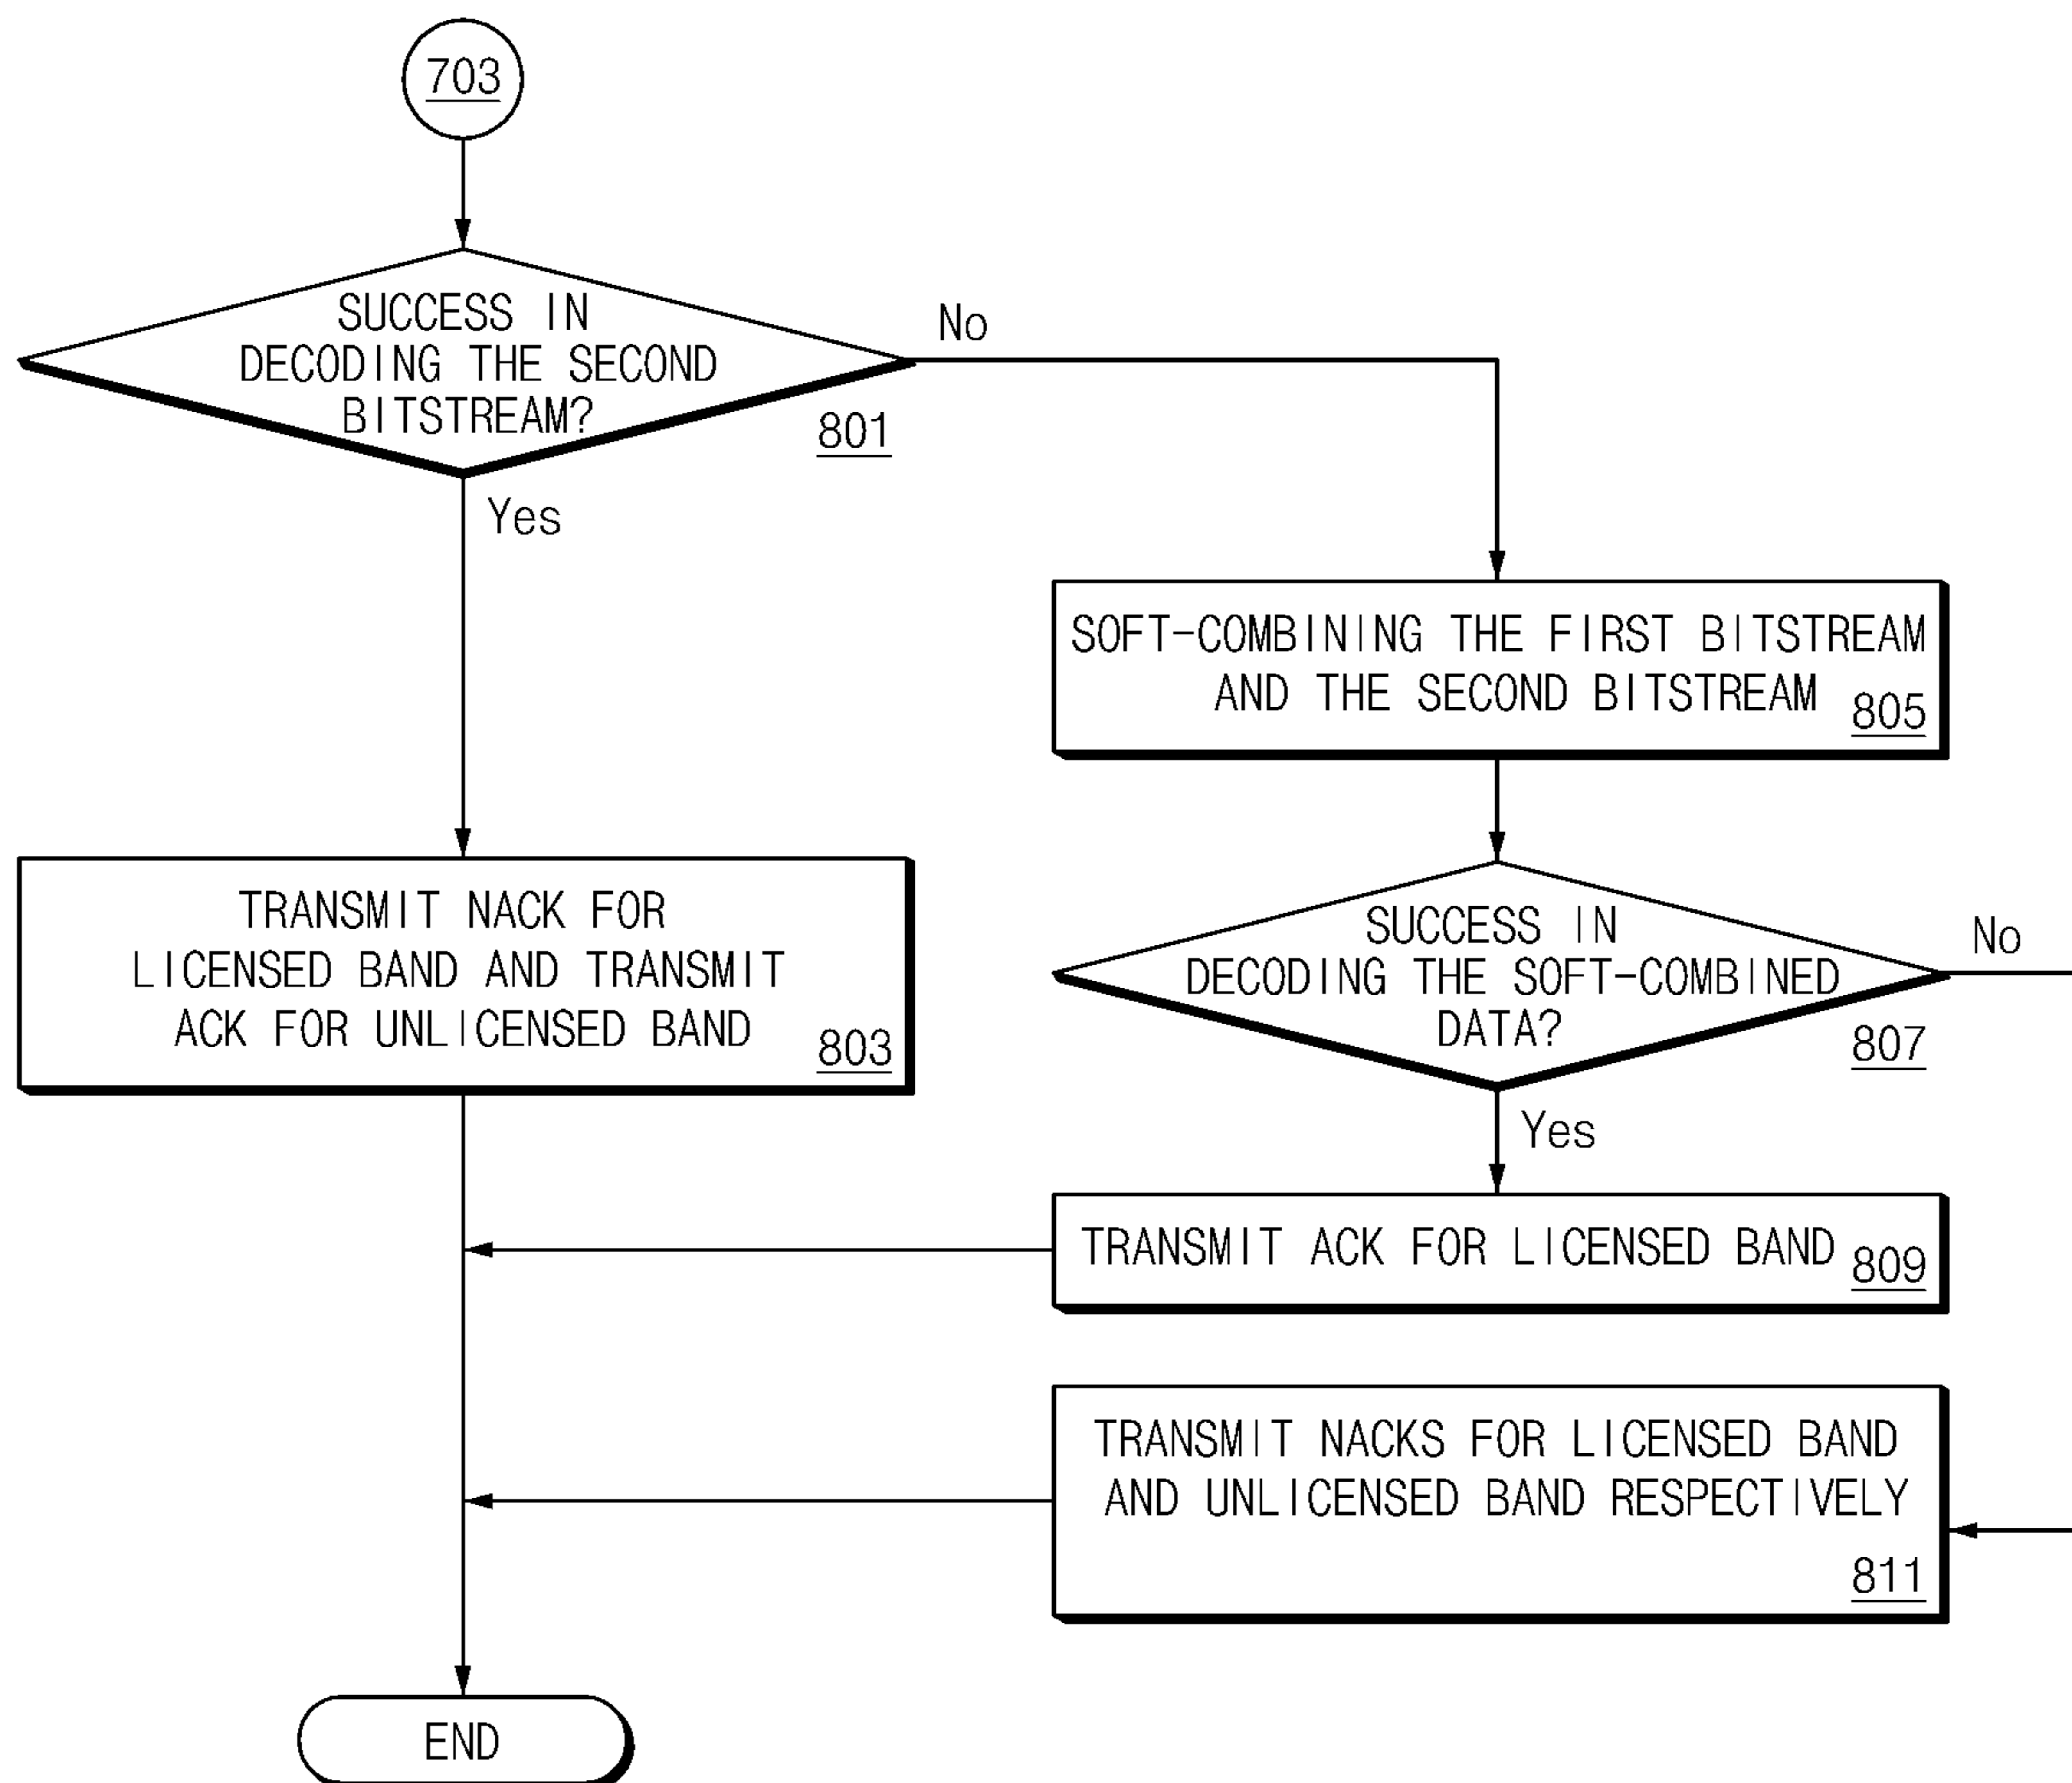 703
SUCCESS IN
DECODING THE SECOND
BITSTREAM?
801
No
Yes
SOFT-COMBINING THE FIRST BITSTREAM
AND THE SECOND BITSTREAM
805
TRANSMIT NACK FOR
LICENSED BAND AND TRANSMIT
ACK FOR UNLICENSED BAND
803
SUCCESS IN
DECODING THE SOFT-COMBINED
DATA?
807
No
Yes
TRANSMIT ACK FOR LICENSED BAND
809
TRANSMIT NACKS FOR LICENSED BAND
AND UNLICENSED BAND RESPECTIVELY
811
END